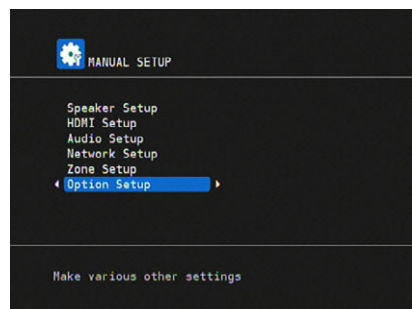 MANUAL SETUP
Speaker Setup
HDMI Setup
Audio Setup
Network Setup
Zone Setup
Option Setup
Make various other settings